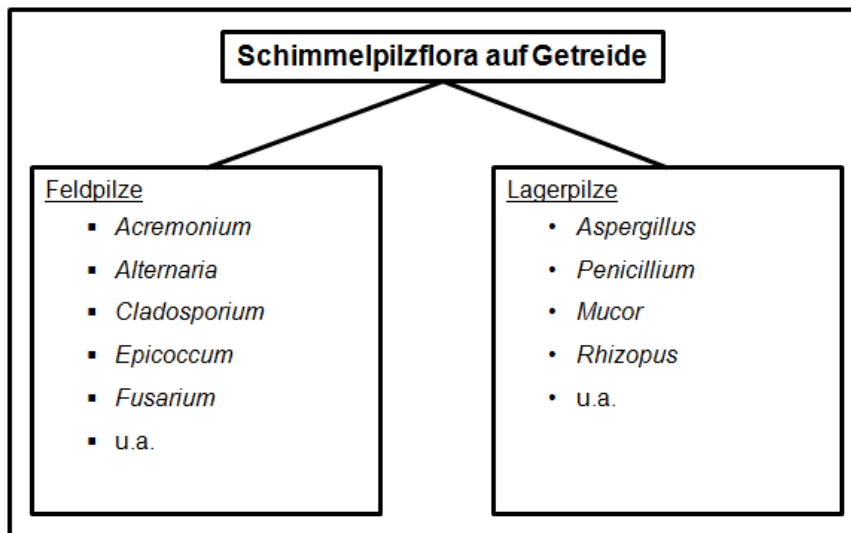 Schimmelpilzflora auf Getreide
Feldpilze
▪ Acremonium
▪ Alternaria
▪ Cladosporium
▪ Epicoccum
▪ Fusarium
▪ u.a.
Lagerpilze
• Aspergillus
• Penicillium
• Mucor
• Rhizopus
• u.a.